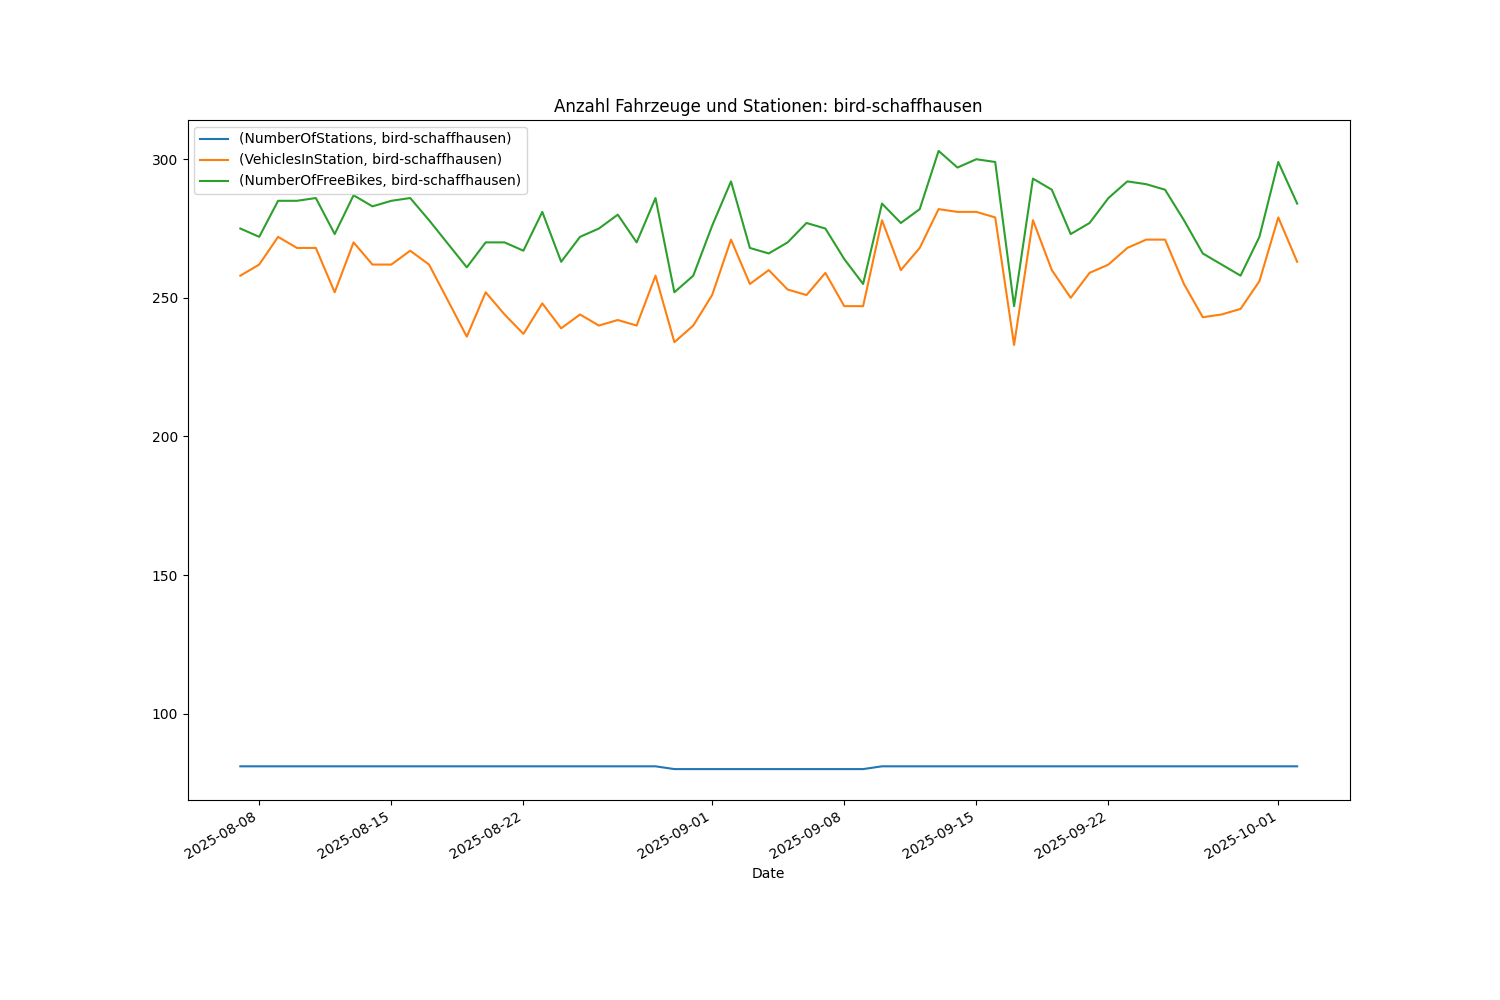 Anzahl Fahrzeuge und Stationen: bird-schaffhausen
(NumberOfStations, bird-schaffhausen)
(VehiclesInStation, bird-schaffhausen)
(NumberOfFreeBikes, bird-schaffhausen)
300
250
200
150
100
2025-08-08
2025-08-15
2025-08-22
2025-09-01
2025-09-08
2025-09-15
2025-09-22
2025-10-01
Date